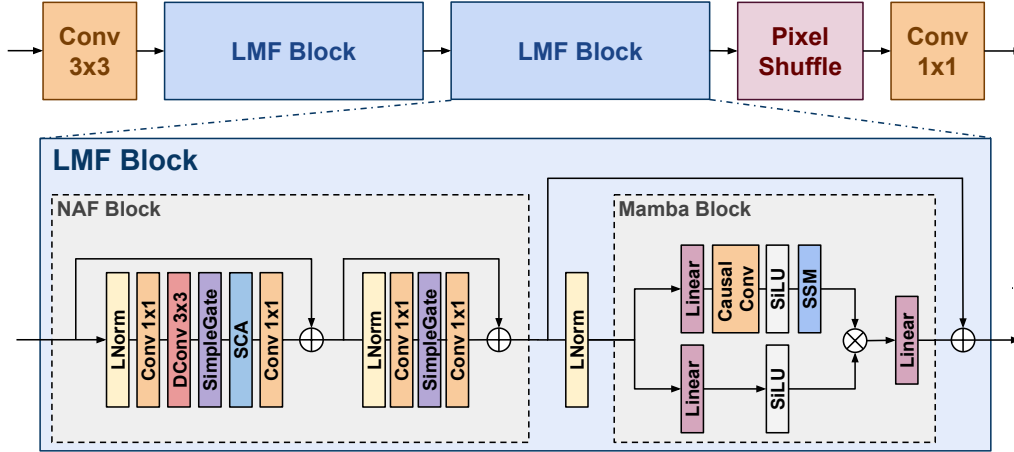 Conv
3x3
LMF Block
LMF Block
Pixel
Shuffle
Conv
1x1
LMF Block
NAF Block
LNorm
Conv 1x1
DConv 3x3
SimpleGate
SCA
Conv 1x1
LNorm
Conv 1x1
SimpleGate
Conv 1x1
LNorm
Mamba Block
Linear
Causal
Conv
SiLU
SSM
Linear
SiLU
Linear